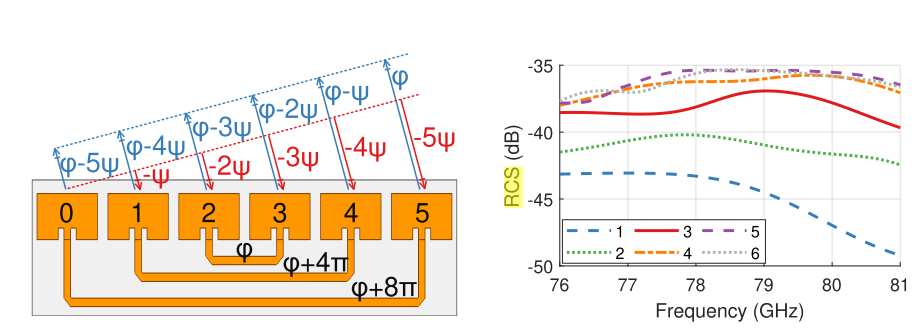 φ
φ-ψ
φ-2ψ
φ-3ψ
φ-4ψ
φ-5ψ
-ψ
-2ψ
-3ψ
-4ψ
-5ψ
0 1 2 3 4 5
φ
φ+4π
φ+8π
-35
-40
-45
-50
RCS (dB)
1 3 5
2 4 6
76 77 78 79 80 81
Frequency (GHz)